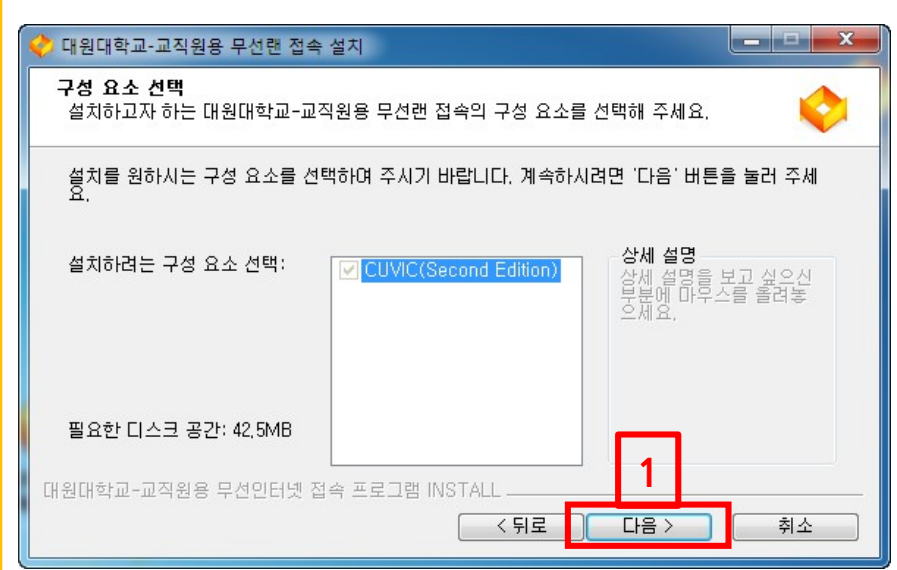 대원대학교-교직원용 무선랜 접속 설치
구성 요소 선택
설치하고자 하는 대원대학교-교직원용 무선랜 접속의 구성 요소를 선택해 주세요.
설치를 원하시는 구성 요소를 선택하여 주시기 바랍니다. 계속하시려면 '다음' 버튼을 눌러 주세
요.
설치하려는 구성 요소 선택:
CUVIC(Second Edition)
상세 설명
상세 설명을 보고 싶으신
부분에 마우스를 올려놓
으세요.
필요한 디스크 공간: 42.5MB
1
대원대학교-교직원용 무선인터넷 접속 프로그램 INSTALL
< 뒤로
다음 >
취소